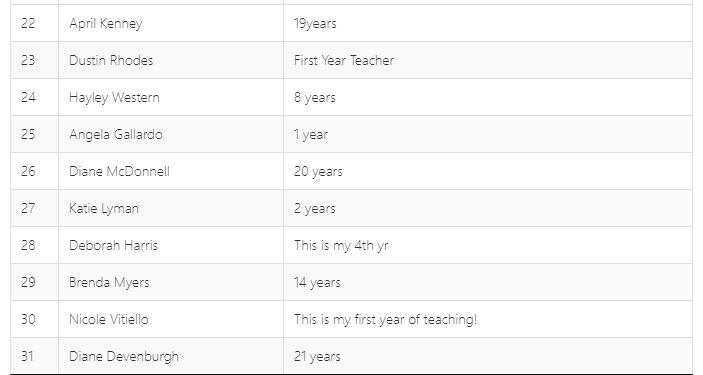 22 April Kenney 19years
23 Dustin Rhodes First Year Teacher
24 Hayley Western 8 years
25 Angela Gallardo 1 year
26 Diane McDonnell 20 years
27 Katie Lyman 2 years
28 Deborah Harris This is my 4th yr
29 Brenda Myers 14 years
30 Nicole Vitiello This is my first year of teaching!
31 Diane Devenburgh 21 years